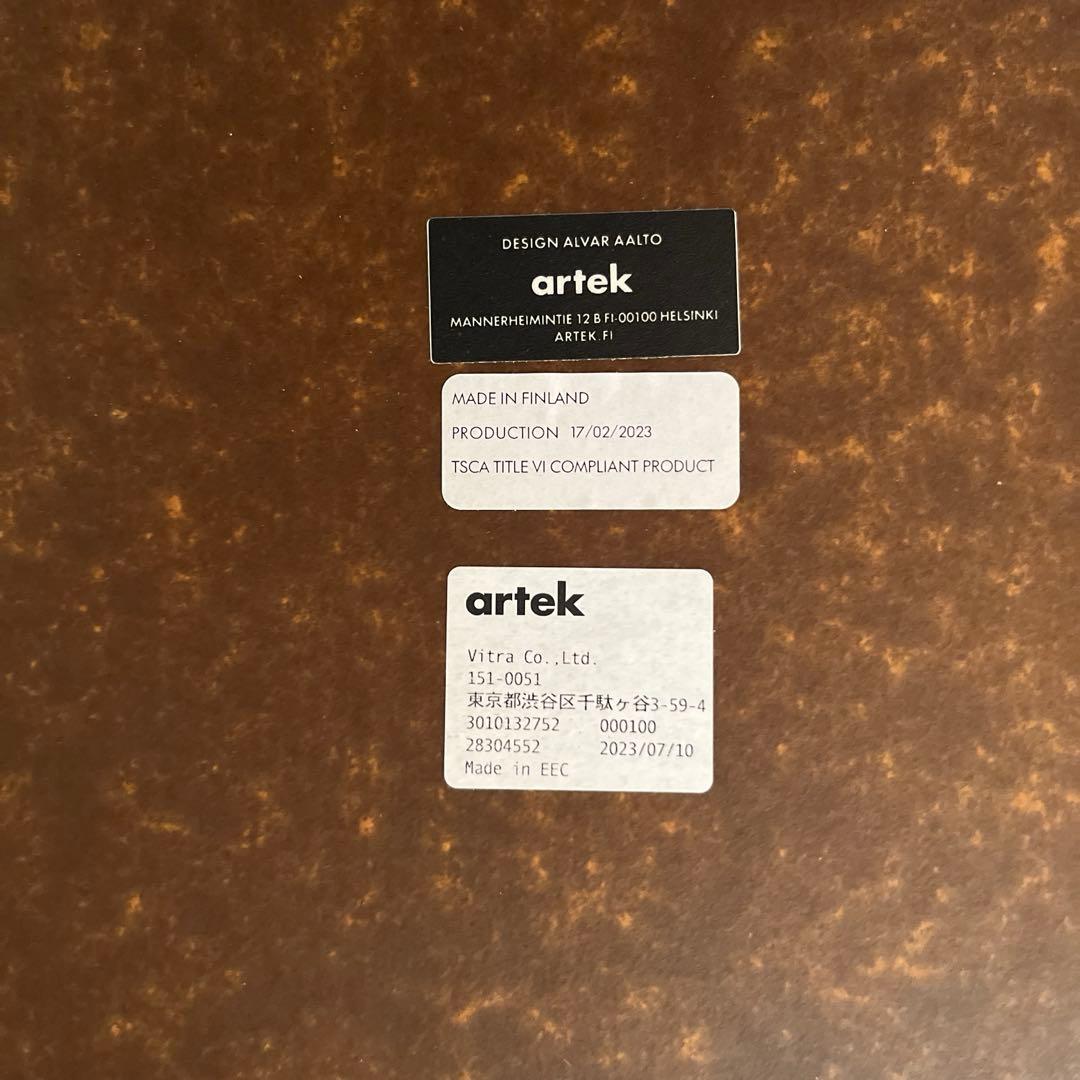 DESIGN ALVAR AALTO
artek
MANNERHEIMINTIE 12 B FI-00100 HELSINKI
ARTEK.FI
MADE IN FINLAND
PRODUCTION 17/02/2023
TSCA TITLE VI COMPLIANT PRODUCT
artek
Vitra Co.,Ltd.
151-0051
東京都渋谷区千駄ヶ谷3-59-4
3010132752 000100
28304552 2023/07/10
Made in EEC